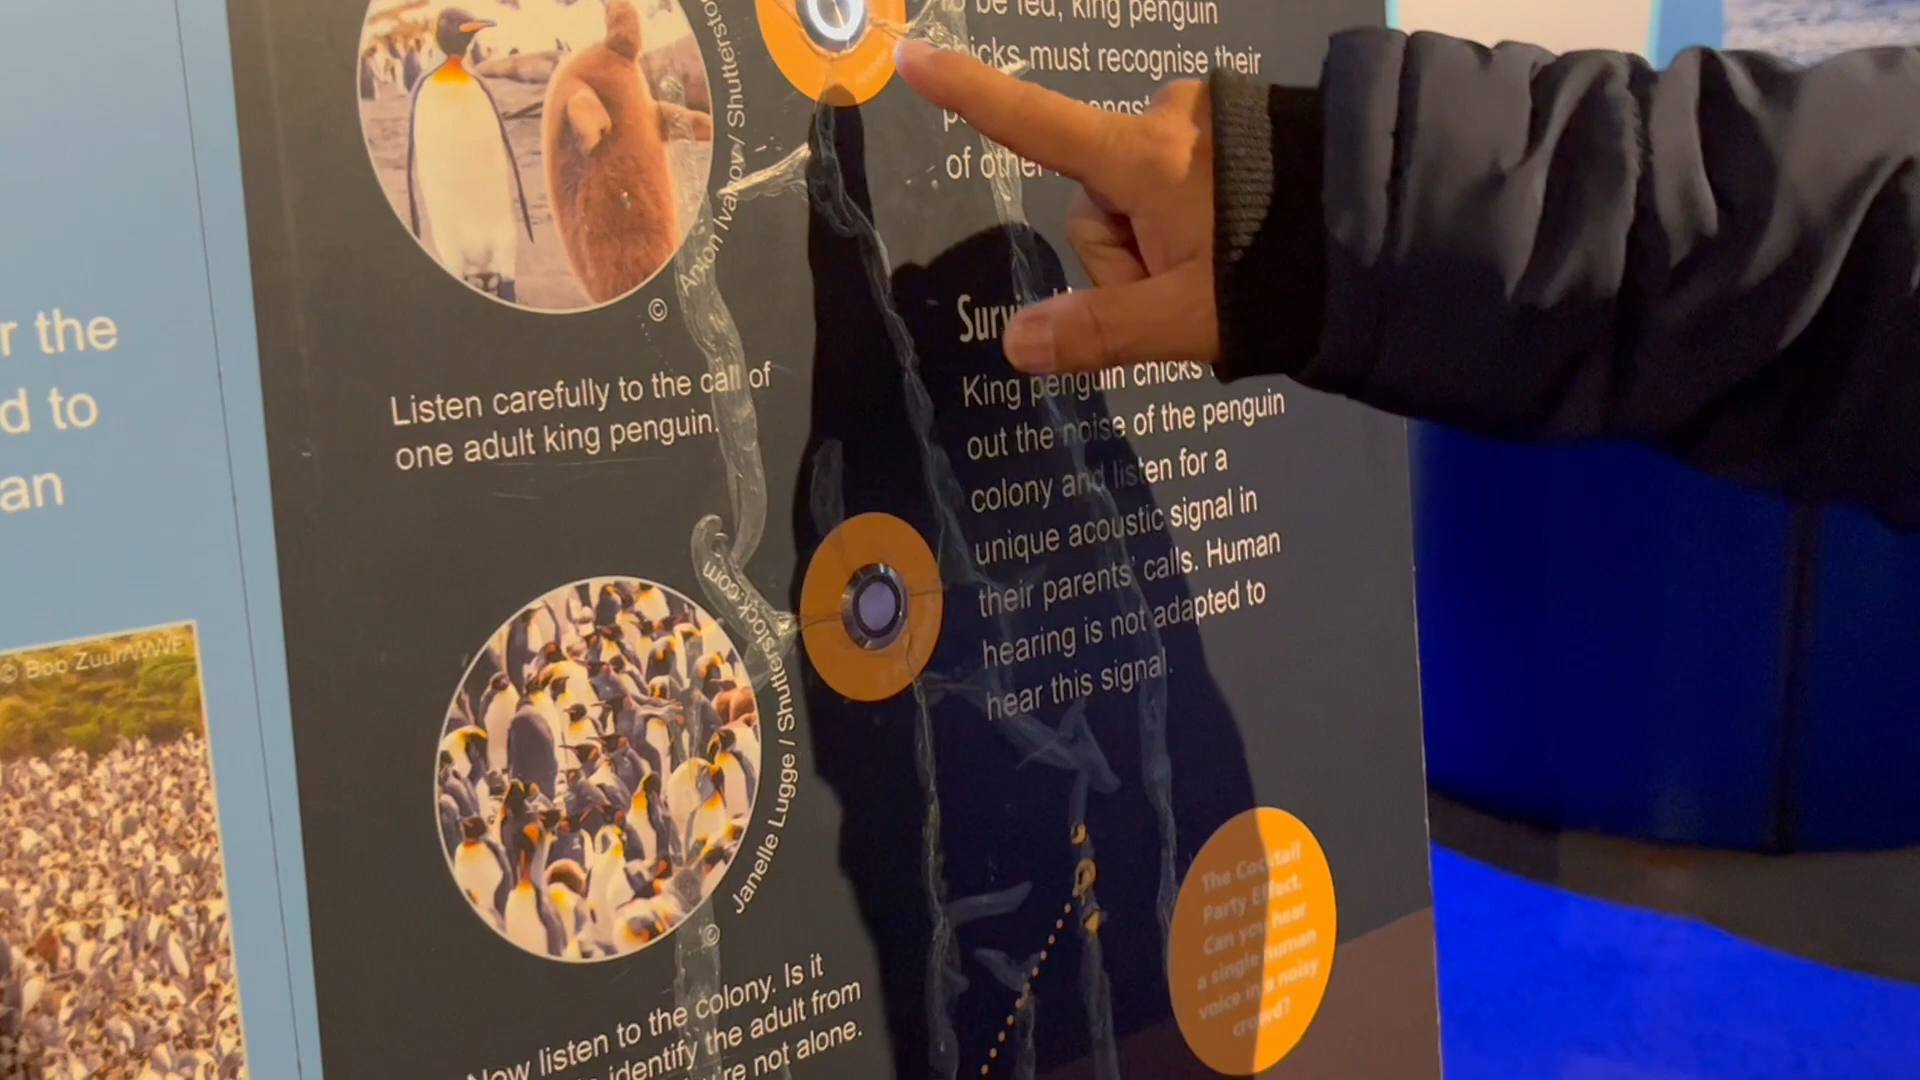 r the
d to
an
© Bob Zuur/WWF
© Anton Ivanov / Shutterstock.com
Listen carefully to the call of
one adult king penguin.
© Janelle Lugge / Shutterstock.com
Now listen to the colony. Is it
identify the adult from
not alone.
be fed, king penguin
chicks must recognise their
of other
King penguin chicks
out the noise of the penguin
colony and listen for a
unique acoustic signal in
their parents' calls. Human
hearing is not adapted to
hear this signal.
The Cocktail
Party Effect.
Can you hear
a single human
voice in a noisy
crowd?